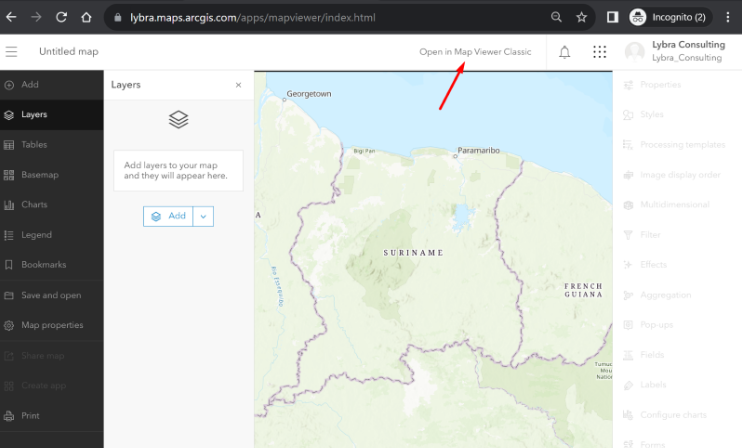 lybra.maps.arcgis.com/apps/mapviewer/index.html
Incognito (2)
Untitled map
Open in Map Viewer Classic
Lybra Consulting
Lybra_Consulting
Add
Layers
Tables
Basemap
Charts
Legend
Bookmarks
Save and open
Map properties
Share map
Create app
Print
Layers
Add layers to your map
and they will appear here.
Add
Georgetown
Bigi Pan
Paramaribo
A
SURINAME
FRENCH
GUIANA
Properties
Styles
Processing templates
Image display order
Multidimensional
Filter
Effects
Aggregation
Pop-ups
Fields
Labels
Configure charts
Forms